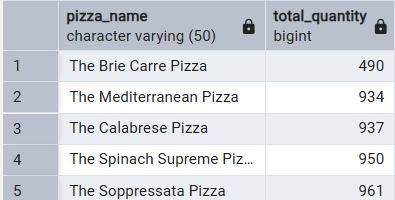 pizza_name total_quantity
character varying (50) bigint
1 The Brie Carre Pizza 490
2 The Mediterranean Pizza 934
3 The Calabrese Pizza 937
4 The Spinach Supreme Piz... 950
5 The Soppressata Pizza 961